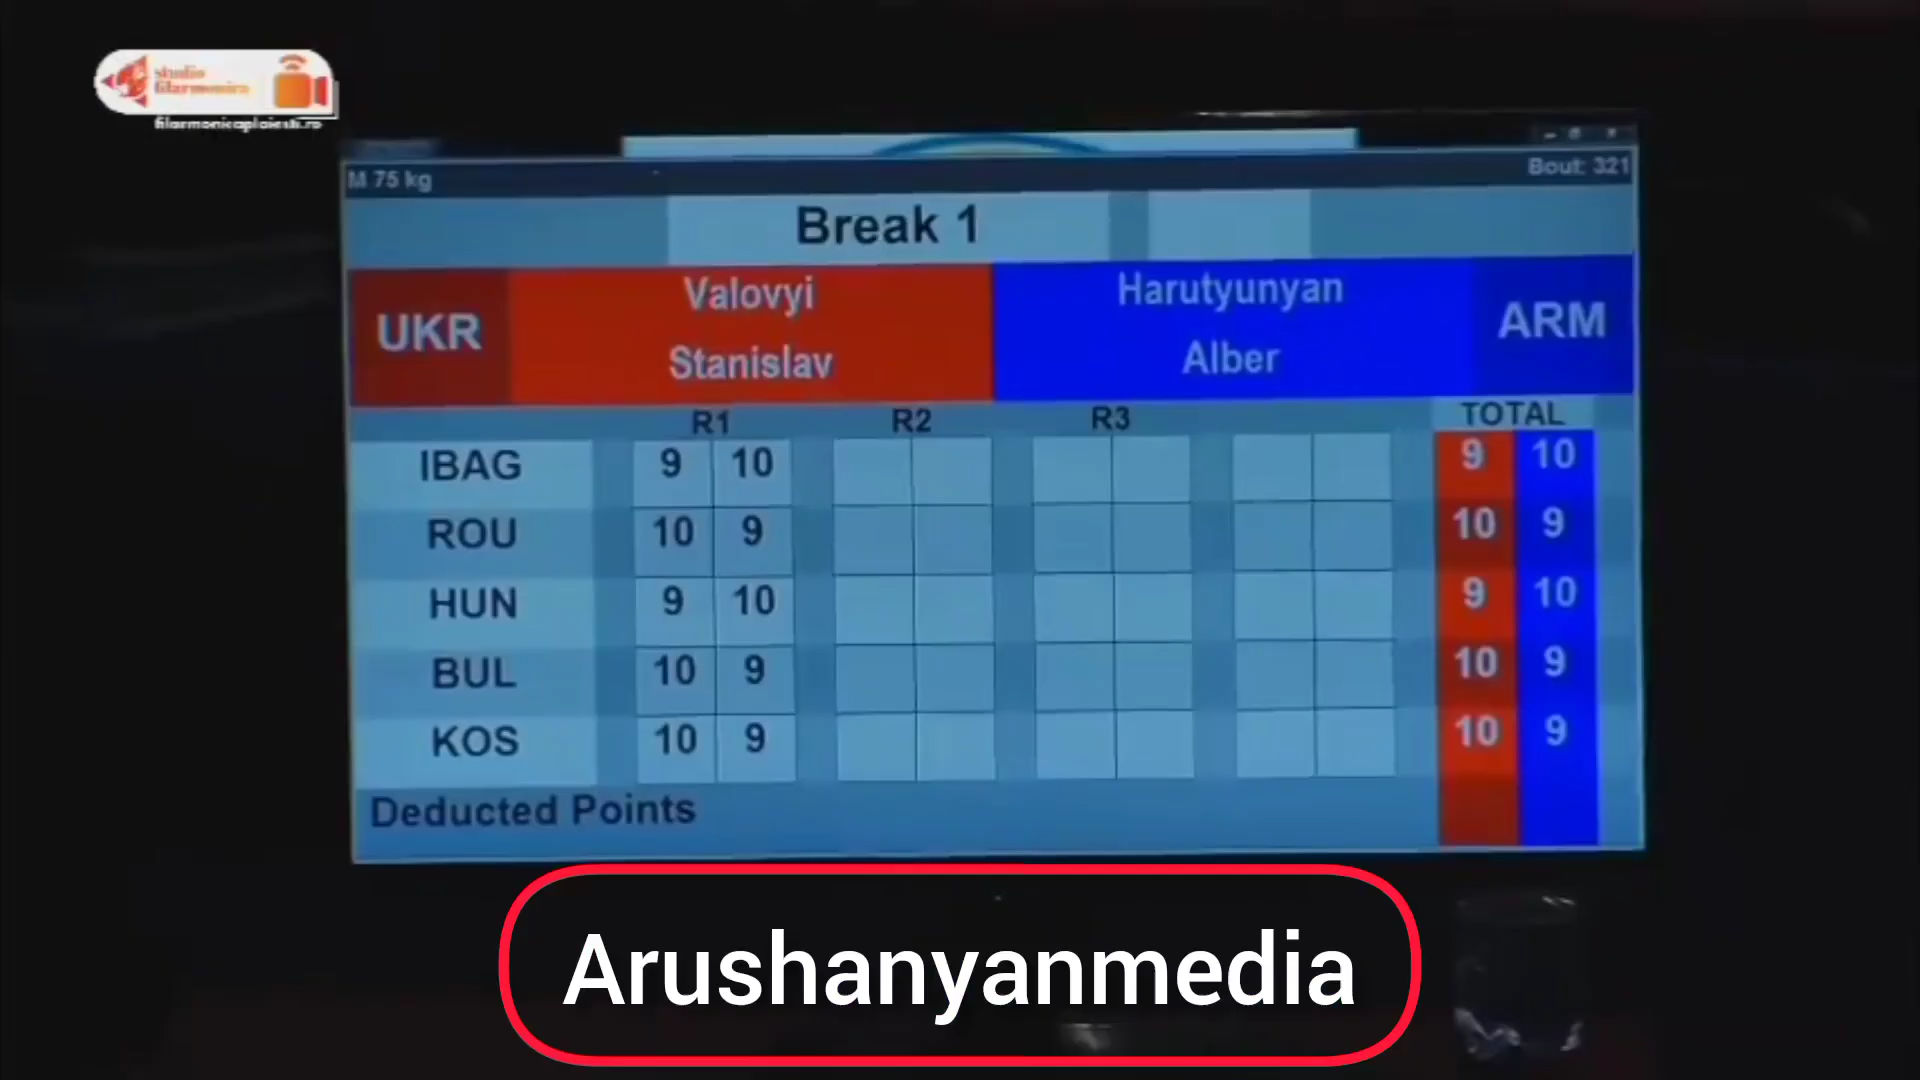 studio
filarmonica
filarmonicaploiesti.ro
M 75 kg
Bout: 321
Break 1
UKR
Valovyi
Stanislav
Harutyunyan
Alber
ARM
R1 R2 R3 TOTAL
IBAG 9 10 9 10
ROU 10 9 10 9
HUN 9 10 9 10
BUL 10 9 10 9
KOS 10 9 10 9
Deducted Points
Arushanyanmedia